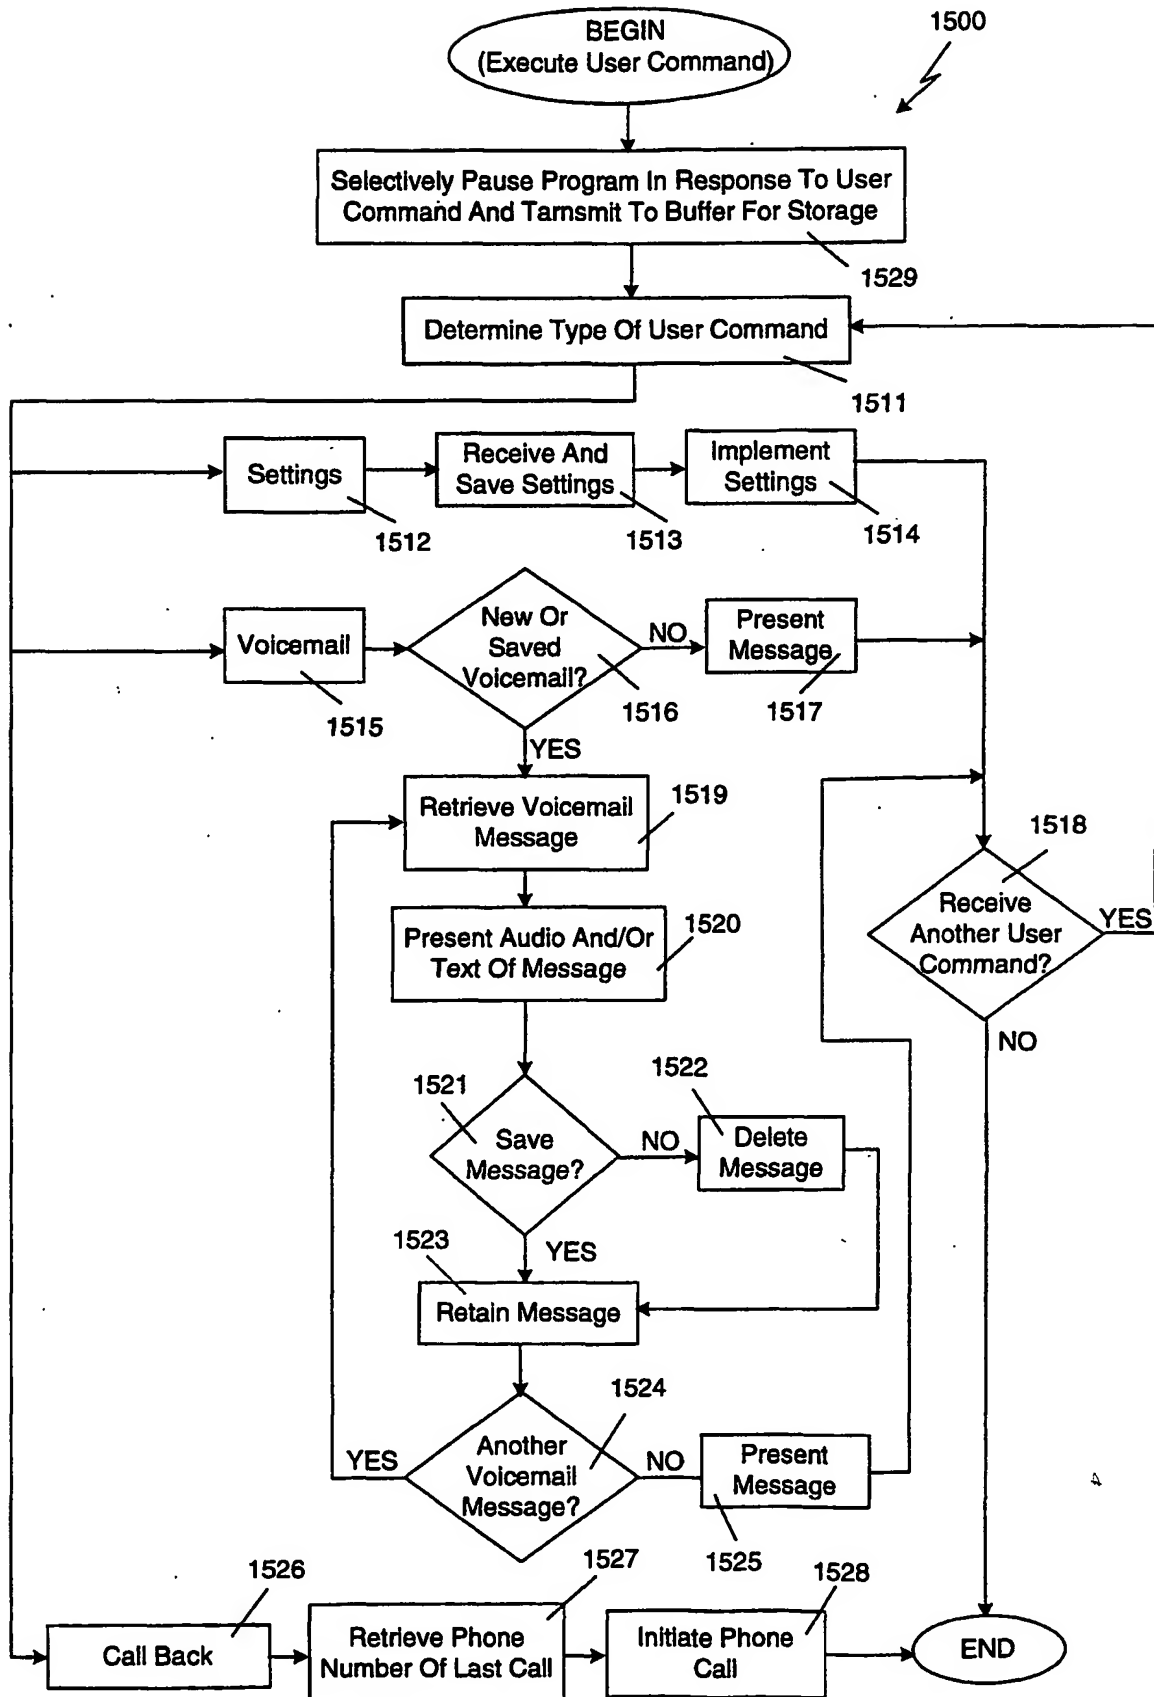 BEGIN
(Execute User Command)
1500
Selectively Pause Program In Response To User
Command And Tamsmit To Buffer For Storage
1529
Determine Type Of User Command
1511
Settings
1512
Receive And
Save Settings
1513
Implement
Settings
1514
Voicemail
1515
New Or
Saved
Voicemail?
1516
NO
Present
Message
1517
YES
Retrieve Voicemail
Message
1519
1518
Receive
Another User
Command?
YES
NO
Present Audio And/Or
Text Of Message
1520
1521
Save
Message?
NO
1522
Delete
Message
YES
1523
Retain Message
1524
Another
Voicemail
Message?
YES
NO
Present
Message
1525
1526
Call Back
1527
Retrieve Phone
Number Of Last Call
1528
Initiate Phone
Call
END